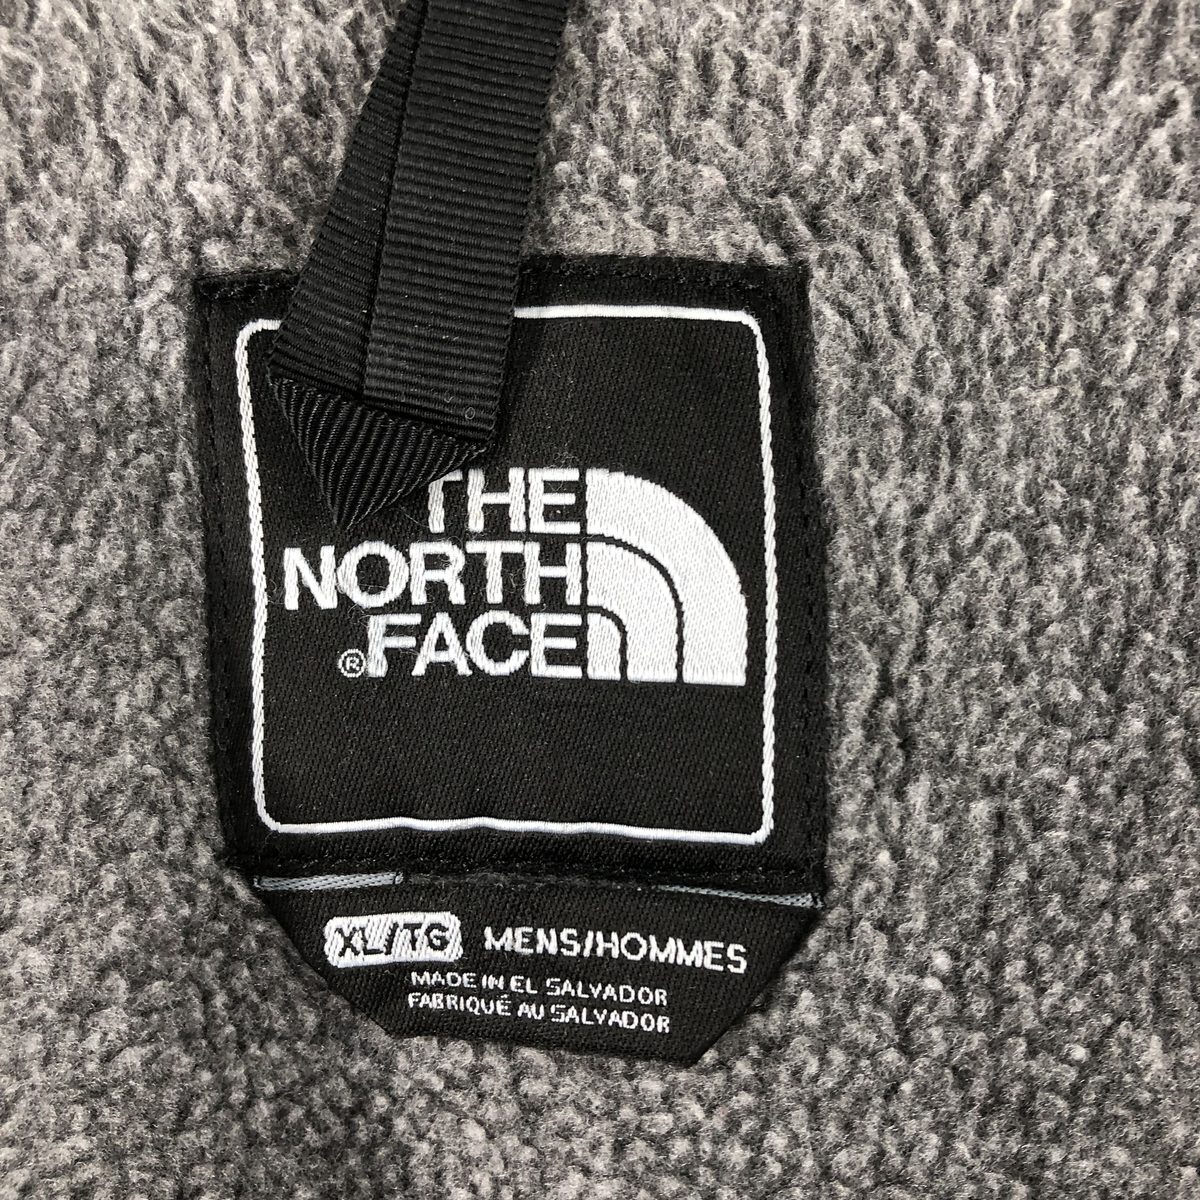 THE
NORTH
® FACE
XL/TG MENS/HOMMES
MADE IN EL SALVADOR
FABRIQUÉ AU SALVADOR